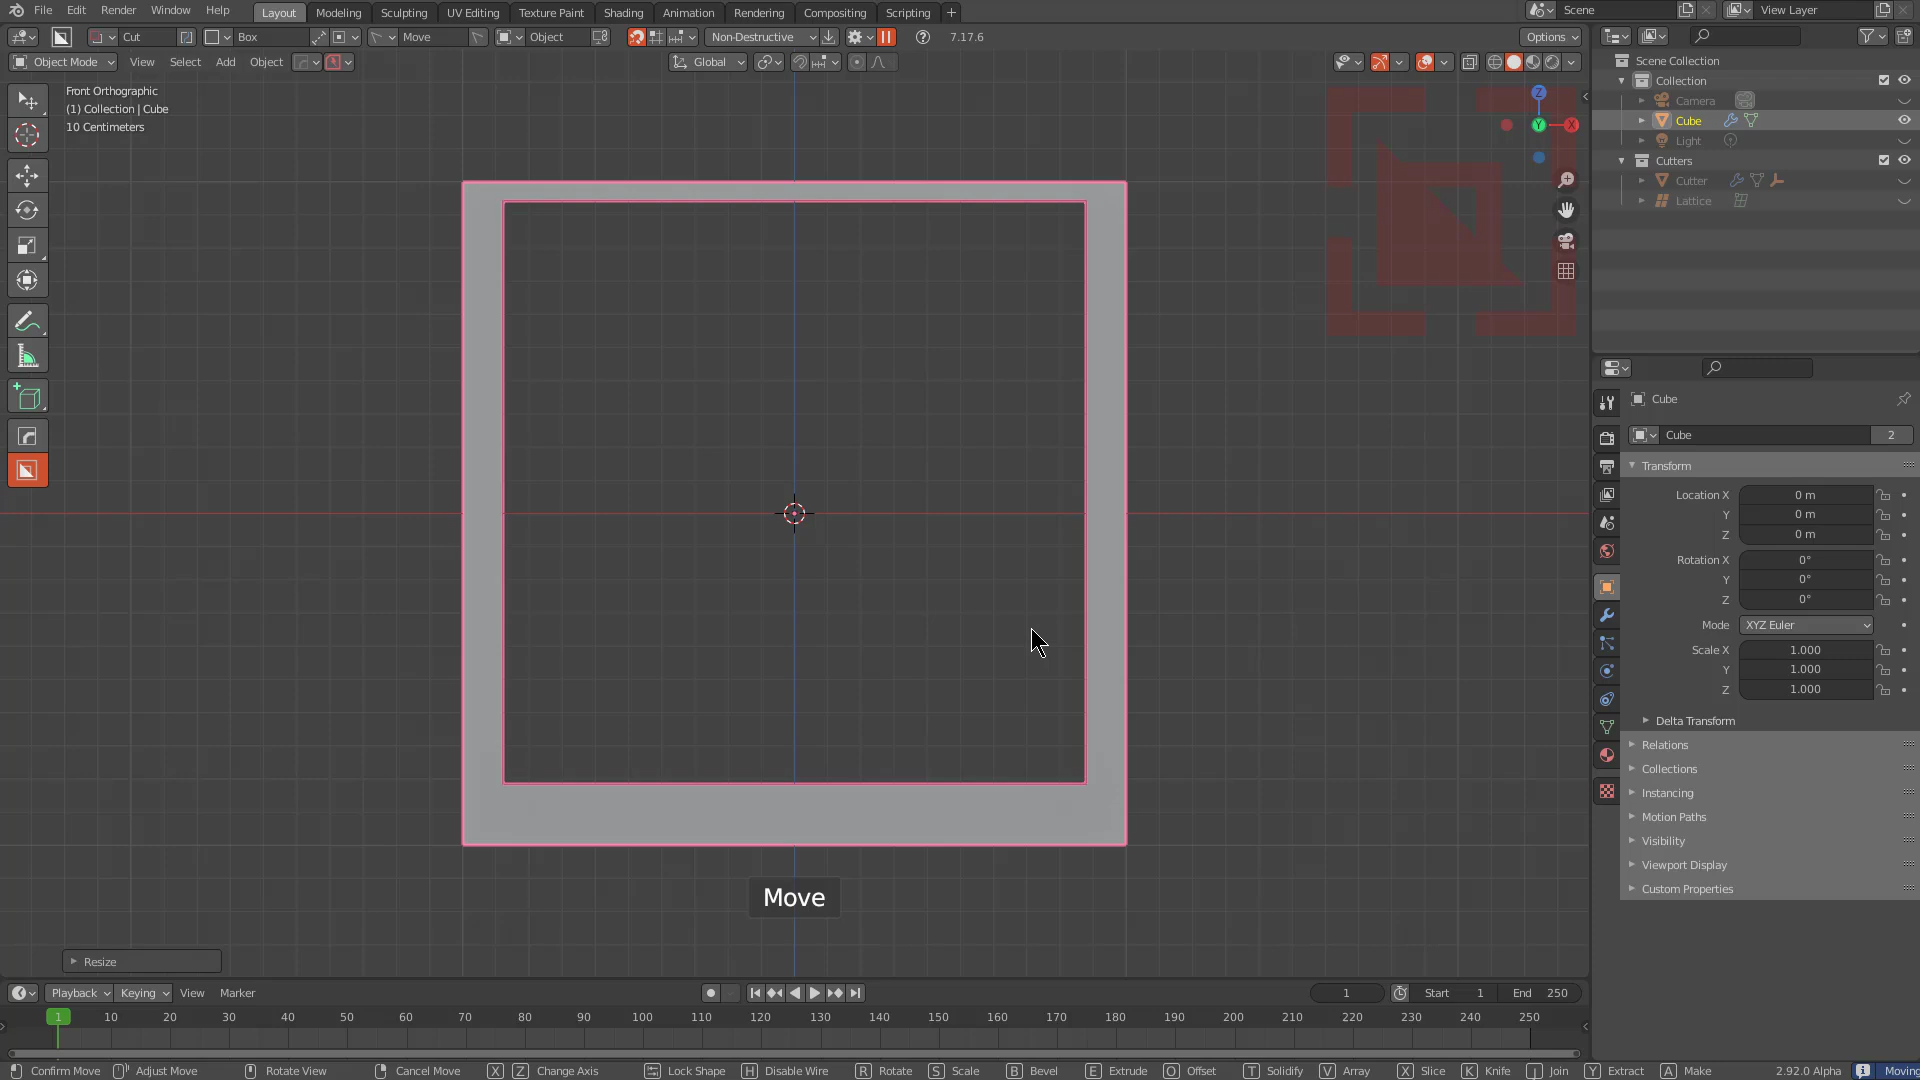 File Edit Render Window Help Layout Modeling Sculpting UV Editing Texture Paint Shading Animation Rendering Compositing Scripting + Scene View Layer
Cut Box Move Object Non-Destructive 7.17.6 Options
Object Mode View Select Add Object Global
Front Orthographic
(1) Collection | Cube
10 Centimeters
Z
Y
X
Scene Collection
Collection
Camera
Cube
Light
Cutters
Cutter
Lattice
Cube
Cube 2
Transform
Location X 0 m
Y 0 m
Z 0 m
Rotation X 0°
Y 0°
Z 0°
Mode XYZ Euler
Scale X 1.000
Y 1.000
Z 1.000
Delta Transform
Relations
Collections
Instancing
Motion Paths
Visibility
Viewport Display
Custom Properties
Move
Resize
Playback Keying View Marker 1 Start 1 End 250
1 10 20 30 40 50 60 70 80 90 100 110 120 130 140 150 160 170 180 190 200 210 220 230 240 250
Confirm Move Adjust Move Rotate View Cancel Move X Z Change Axis Lock Shape H Disable Wire R Rotate S Scale B Bevel E Extrude O Offset T Solidify V Array X Slice K Knife J Join Y Extract A Make 2.92.0 Alpha Moving